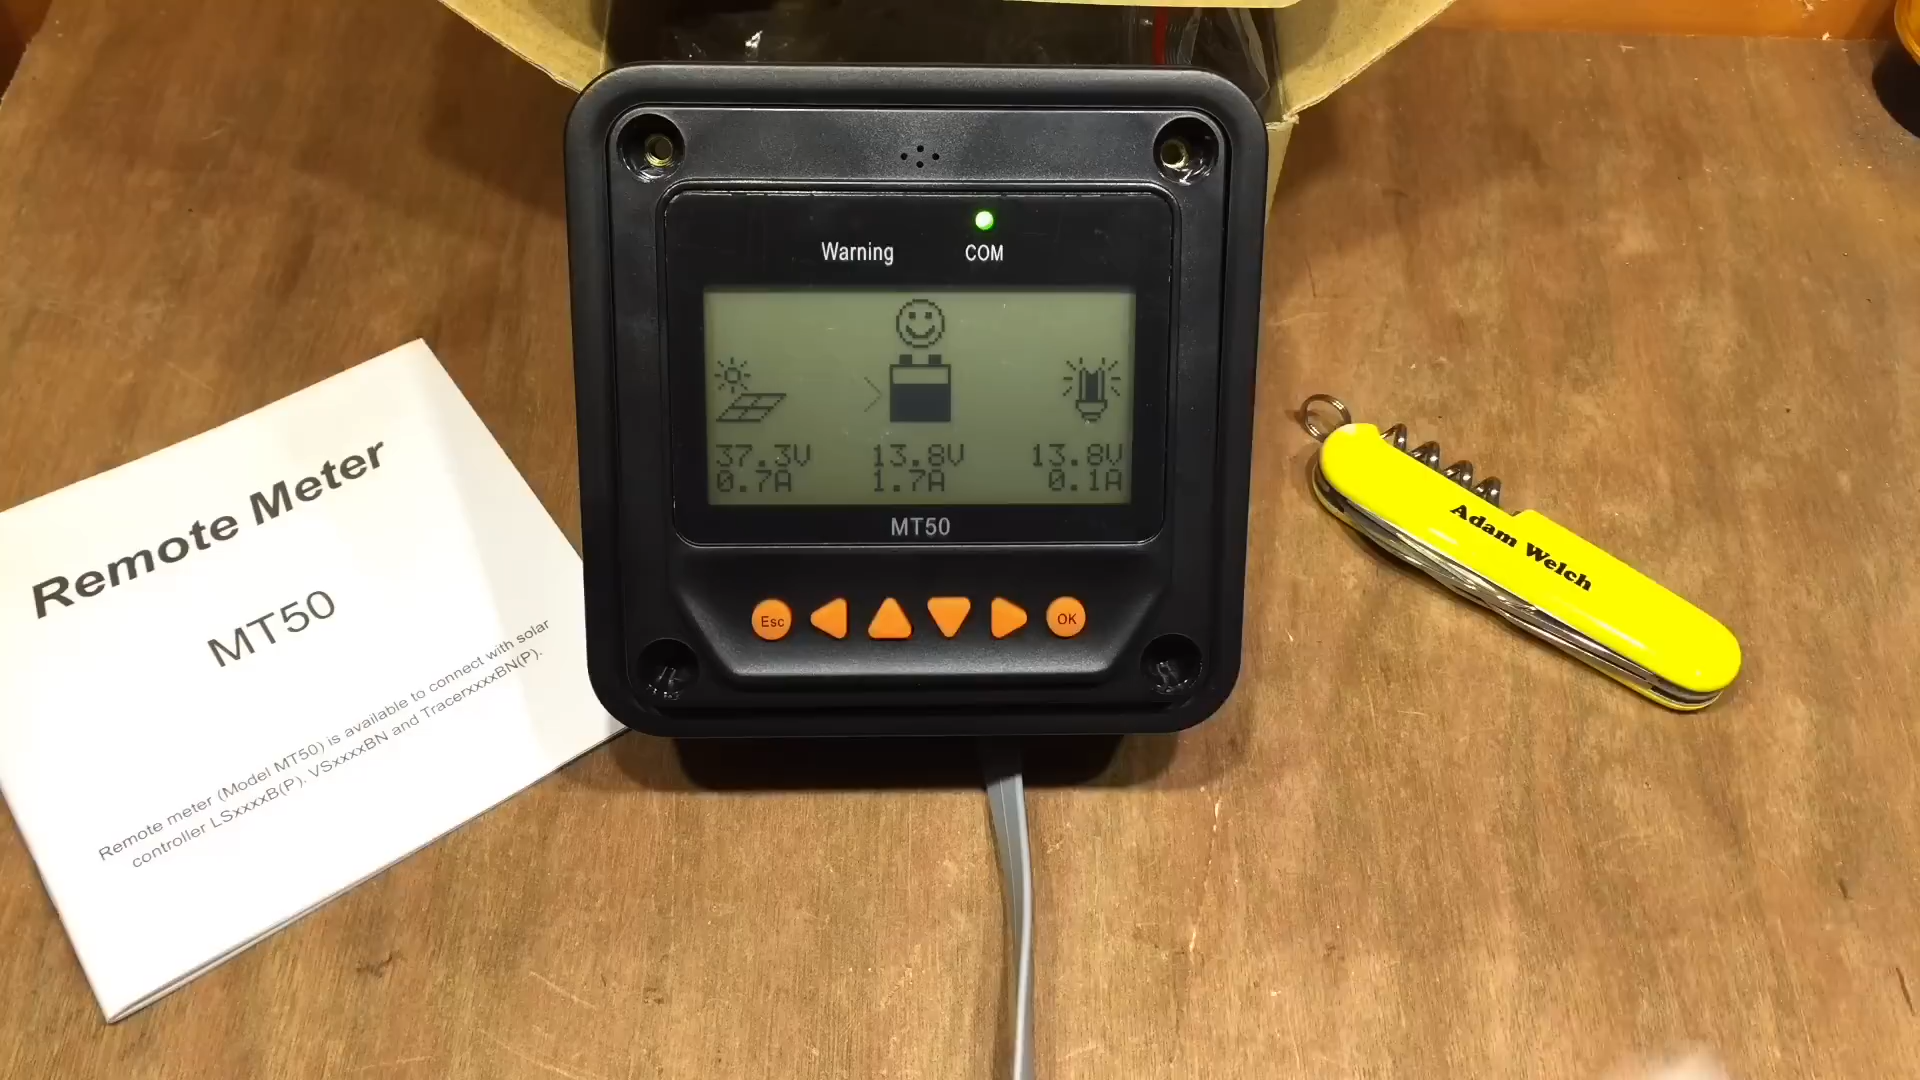 Warning COM
37.3V 13.8V 13.8V
0.7A 1.7A 0.1A
MT50
Esc OK
Remote Meter
MT50
Remote meter (Model MT50) is available to connect with solar
controller LSxxxxB(P), VSxxxxBN and TracerxxxxBN(P).
Adam Welch